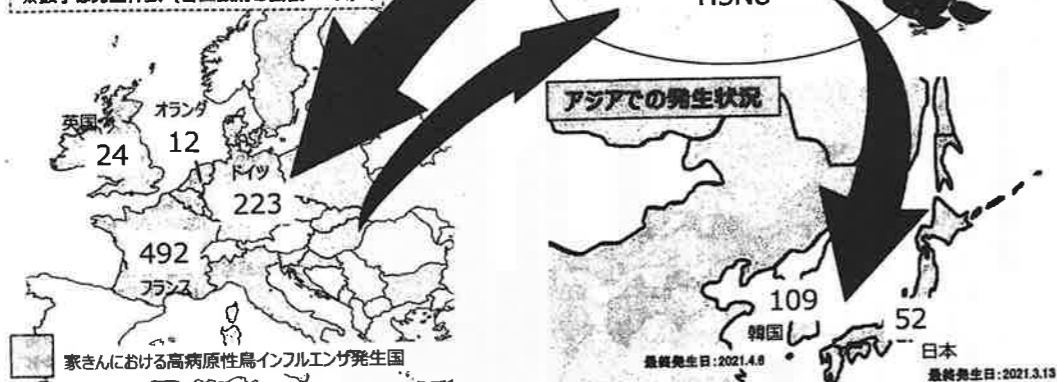 H5N8
アジアでの発生状況
英国
24
オランダ
12
ドイツ
223
492
フランス
109
韓国
52
日本
家きんにおける高病原性鳥インフルエンザ発生国
最終発生日:2021.4.6
最終発生日:2021.3.13